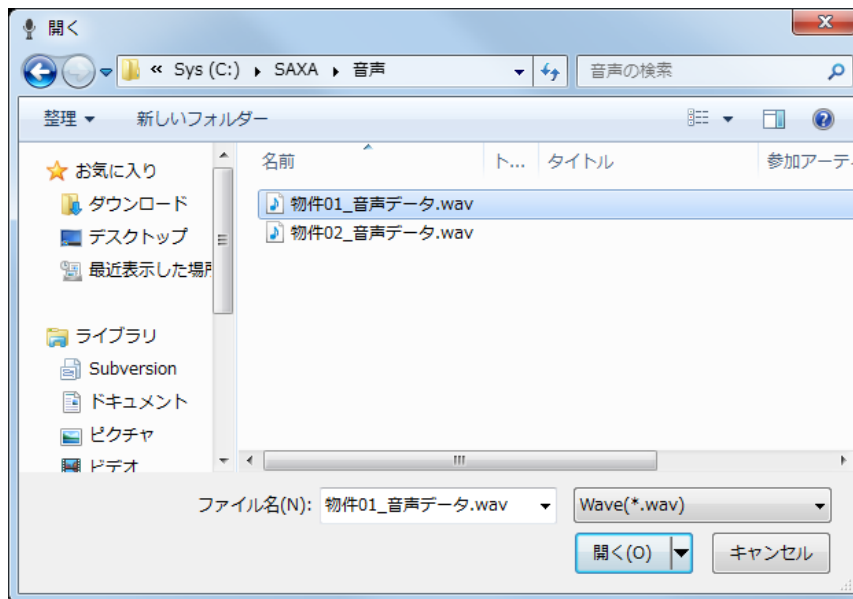 開く
« Sys (C:) ▸ SAXA ▸ 音声
音声の検索
整理 新しいフォルダー
名前 ト... タイトル 参加アーテ
お気に入り
ダウンロード
デスクトップ
最近表示した場所
ライブラリ
Subversion
ドキュメント
ピクチャ
ビデオ
物件01_音声データ.wav
物件02_音声データ.wav
ファイル名(N): 物件01_音声データ.wav Wave(*.wav)
開く(O) キャンセル